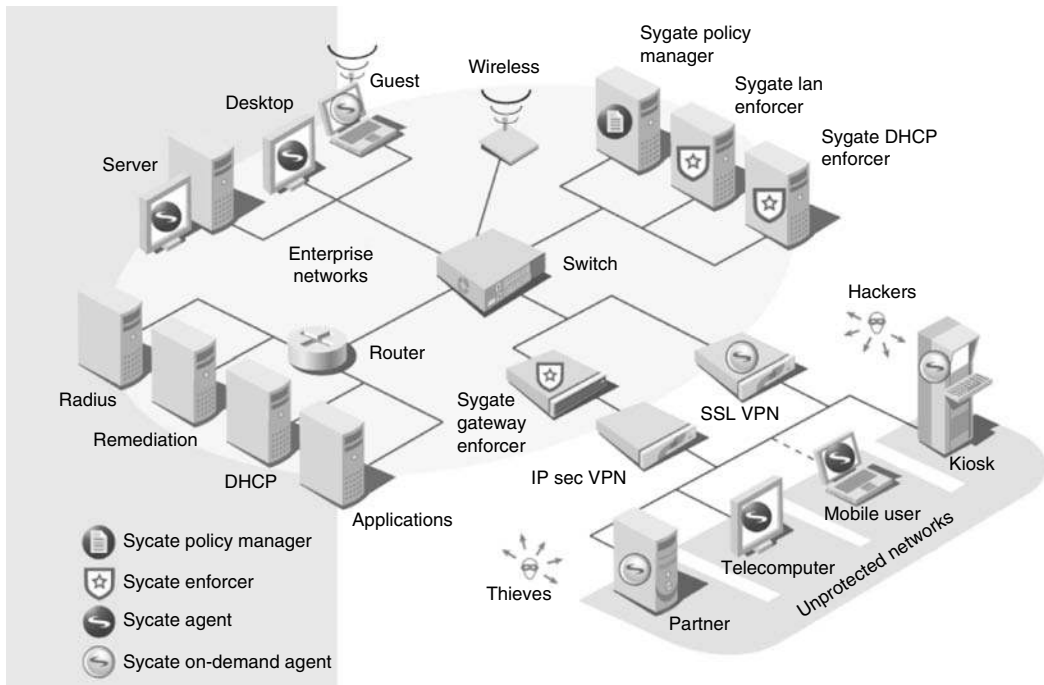 Sygate policy
manager
Wireless
Guest
Sygate lan
enforcer
Desktop
Sygate DHCP
enforcer
Server
Enterprise
networks
Switch
Hackers
Router
Radius
Sygate
gateway
enforcer
SSL VPN
Remediation
Kiosk
IP sec VPN
DHCP
Mobile user
Applications
Telecomputer
Unprotected networks
Thieves
Partner
Sycate policy manager
Sycate enforcer
Sycate agent
Sycate on-demand agent